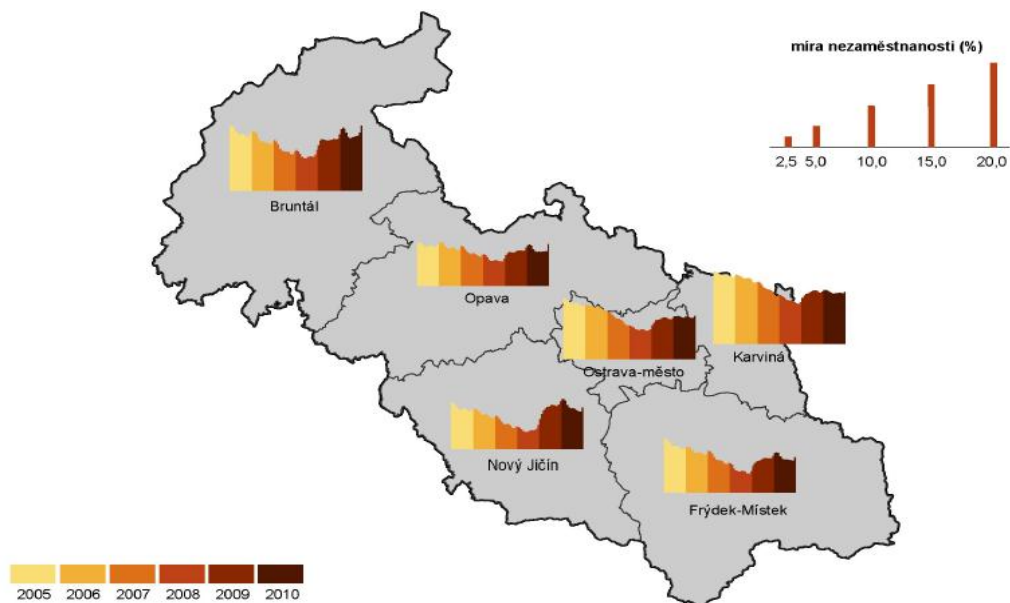 míra nezaměstnanosti (%)
2,5 5,0 10,0 15,0 20,0
Bruntál
Opava
Karviná
Ostrava-město
Nový Jičín
Frýdek-Místek
2005 2006 2007 2008 2009 2010